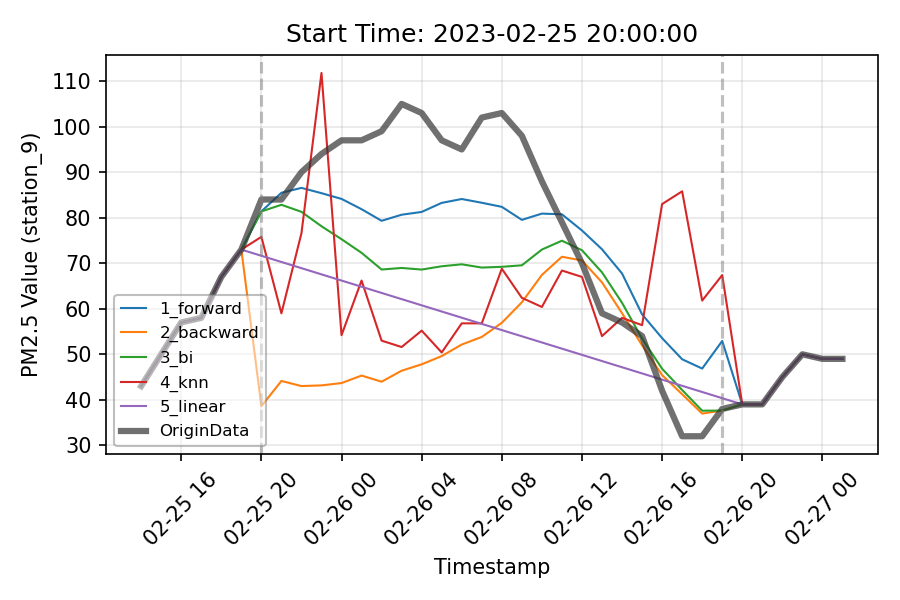 Start Time: 2023-02-25 20:00:00
PM2.5 Value (station_9)
110
100
90
80
70
60
50
40
30
1_forward
2_backward
3_bi
4_knn
5_linear
OriginData
02-25 16
02-25 20
02-26 00
02-26 04
02-26 08
02-26 12
02-26 16
02-26 20
02-27 00
Timestamp